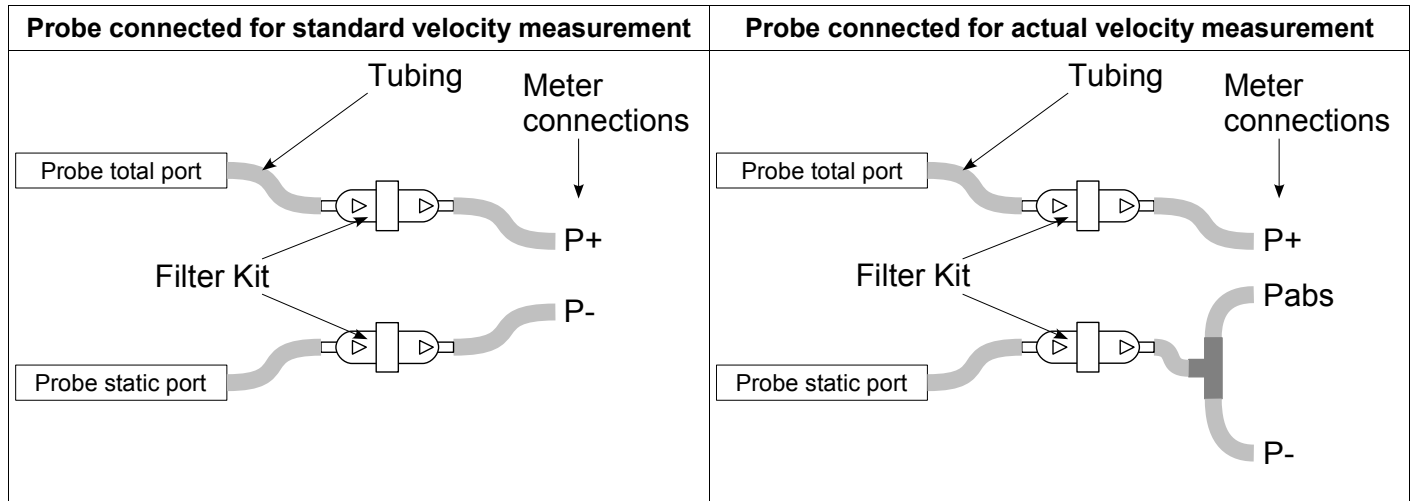 Probe connected for standard velocity measurement
Tubing
Meter
connections
Probe total port
P+
Filter Kit
P-
Probe static port
Probe connected for actual velocity measurement
Tubing
Meter
connections
Probe total port
P+
Filter Kit
Pabs
Probe static port
P-